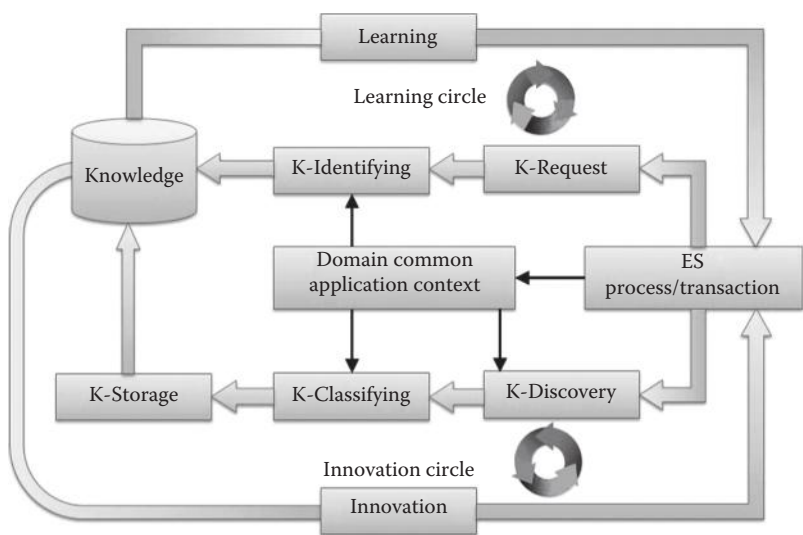 Learning
Learning circle
Knowledge
K-Identifying
K-Request
Domain common
application context
ES
process/transaction
K-Storage
K-Classifying
K-Discovery
Innovation circle
Innovation